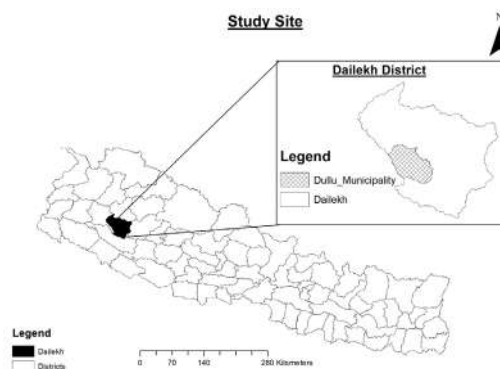 Study Site
N
Dailekh District
Legend
Dullu_Municipality
Dailekh
Legend
Dailekh
Districts
0 70 140 280 Kilometers